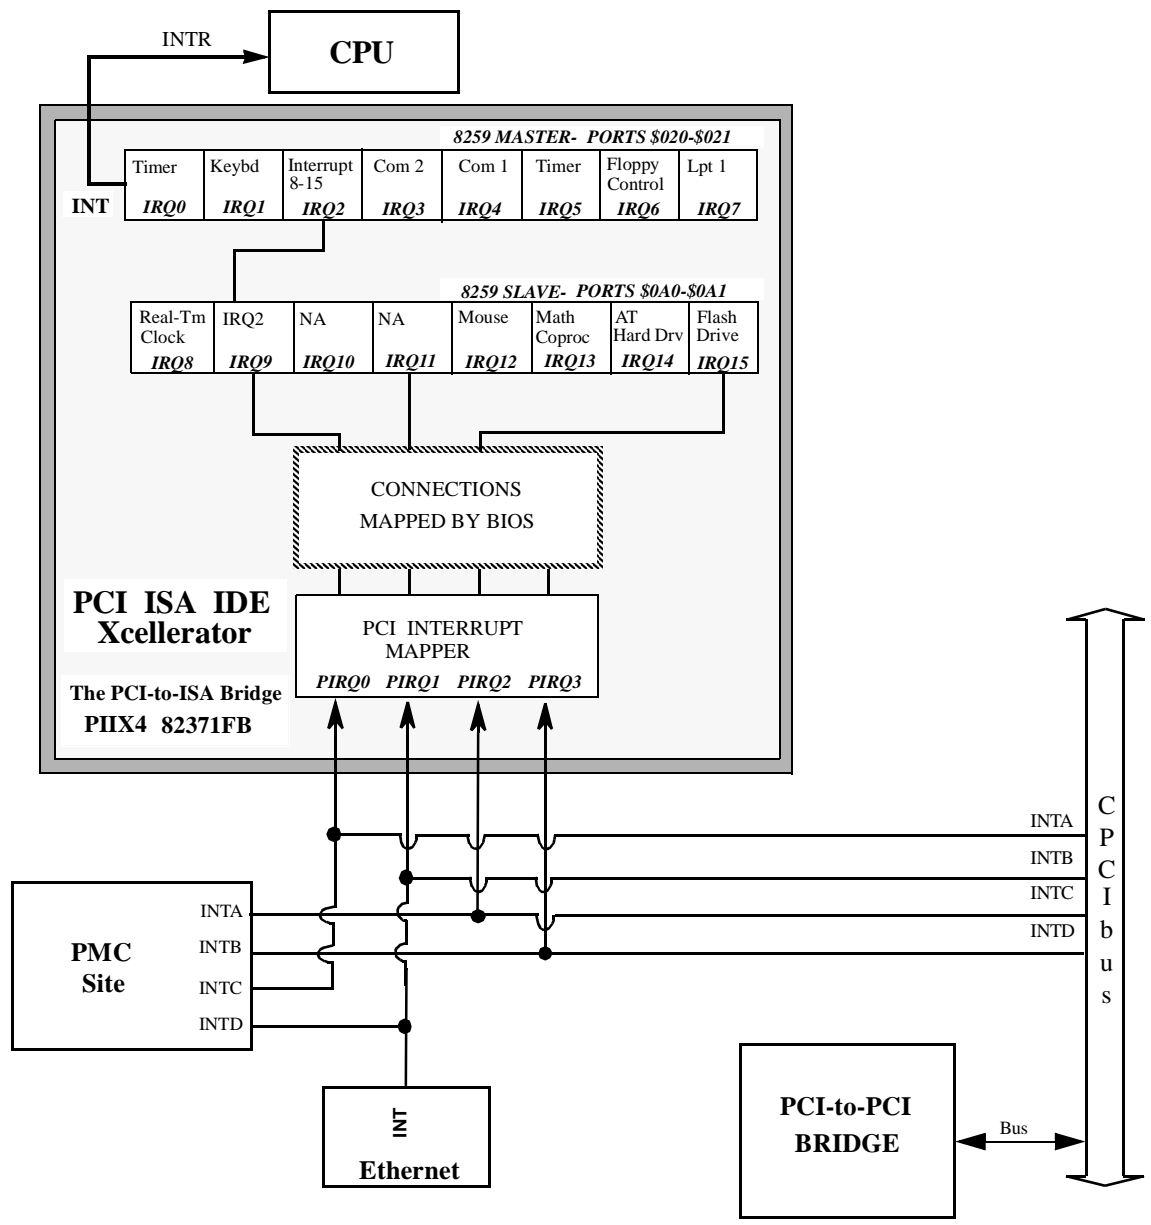 INTR
CPU
8259 MASTER- PORTS $020-$021
Timer
Keybd
Interrupt
8-15
Com 2
Com 1
Timer
Floppy
Control
Lpt 1
INT
IRQ0
IRQ1
IRQ2
IRQ3
IRQ4
IRQ5
IRQ6
IRQ7
8259 SLAVE- PORTS $0A0-$0A1
Real-Tm
Clock
IRQ2
NA
NA
Mouse
Math
Coproc
AT
Hard Drv
Flash
Drive
IRQ8
IRQ9
IRQ10
IRQ11
IRQ12
IRQ13
IRQ14
IRQ15
CONNECTIONS
MAPPED BY BIOS
PCI ISA IDE
Xcellerator
PCI INTERRUPT
MAPPER
PIRQ0
PIRQ1
PIRQ2
PIRQ3
The PCI-to-ISA Bridge
PIIX4 82371FB
INTA
INTB
INTC
INTD
CPCIbus
PMC
Site
INTA
INTB
INTC
INTD
INT
Ethernet
PCI-to-PCI
BRIDGE
Bus